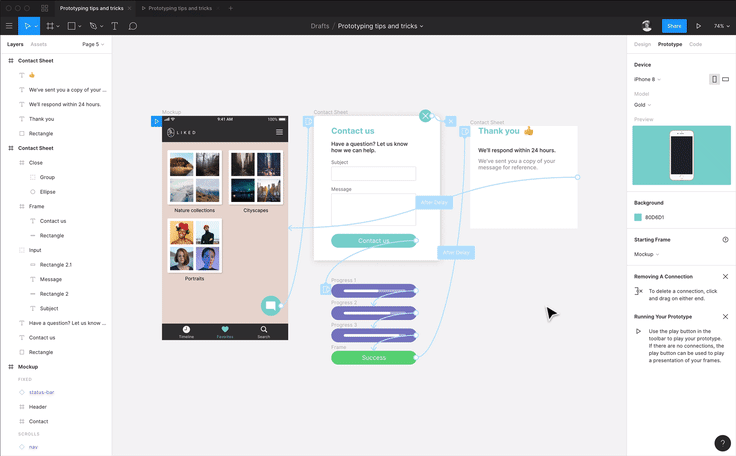 Prototyping tips and tricks
Prototyping tips and tricks
Drafts / Prototyping tips and tricks
Share
74%
Layers
Assets
Page 5
Contact Sheet
👍
We've sent you a copy of your ...
We'll respond within 24 hours.
Thank you
Rectangle
Contact Sheet
Close
Group
Ellipse
Frame
Contact us
Rectangle
Input
Rectangle 2.1
Message
Rectangle 2
Subject
Have a question? Let us know ...
Contact us
Rectangle
Mockup
FIXED
status-bar
Header
Contact
SCROLLS
nav
Mockup
9:41 AM
100%
LIKED
Nature collections
Cityscapes
Portraits
Timeline
Favorites
Search
Contact Sheet
Contact us
Have a question? Let us know
how we can help.
Subject
Message
Contact us
After Delay
After Delay
Progress 1
Progress 2
Progress 3
Frame
Success
Contact Sheet
Thank you 👍
We'll respond within 24 hours.
We've sent you a copy of your
message for reference.
Design
Prototype
Code
Device
iPhone 8
Model
Gold
Preview
Background
80D6D1
Starting Frame
Mockup
Removing A Connection
To delete a connection, click
and drag on either end.
Running Your Prototype
Use the play button in the
toolbar to play your prototype.
If there are no connections, the
play button can be used to play
a presentation of your frames.
?